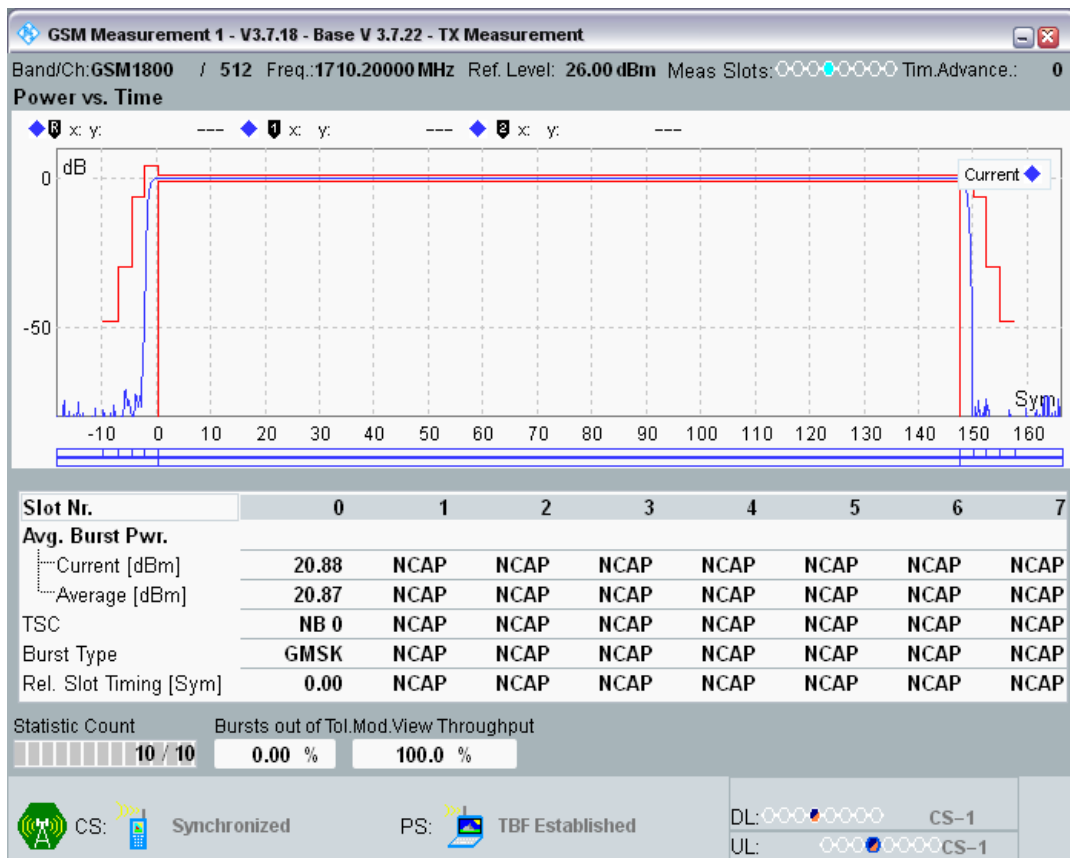 GSM Measurement 1 - V3.7.18 - Base V 3.7.22 - TX Measurement
Band/Ch:GSM1800 / 512 Freq.:1710.20000 MHz Ref. Level: 26.00 dBm Meas Slots: Tim.Advance.: 0
Power vs. Time
R x: y: --- 1 x: y: --- 2 x: y: ---
dB
0
Current
-50
Sym
-10 0 10 20 30 40 50 60 70 80 90 100 110 120 130 140 150 160
Slot Nr. 0 1 2 3 4 5 6 7
Avg. Burst Pwr.
Current [dBm] 20.88 NCAP NCAP NCAP NCAP NCAP NCAP NCAP
Average [dBm] 20.87 NCAP NCAP NCAP NCAP NCAP NCAP NCAP
TSC NB 0 NCAP NCAP NCAP NCAP NCAP NCAP NCAP
Burst Type GMSK NCAP NCAP NCAP NCAP NCAP NCAP NCAP
Rel. Slot Timing [Sym] 0.00 NCAP NCAP NCAP NCAP NCAP NCAP NCAP
Statistic Count Bursts out of Tol. Mod.View Throughput
10 / 10 0.00 % 100.0 %
CS: Synchronized PS: TBF Established
DL: CS-1
UL: CS-1